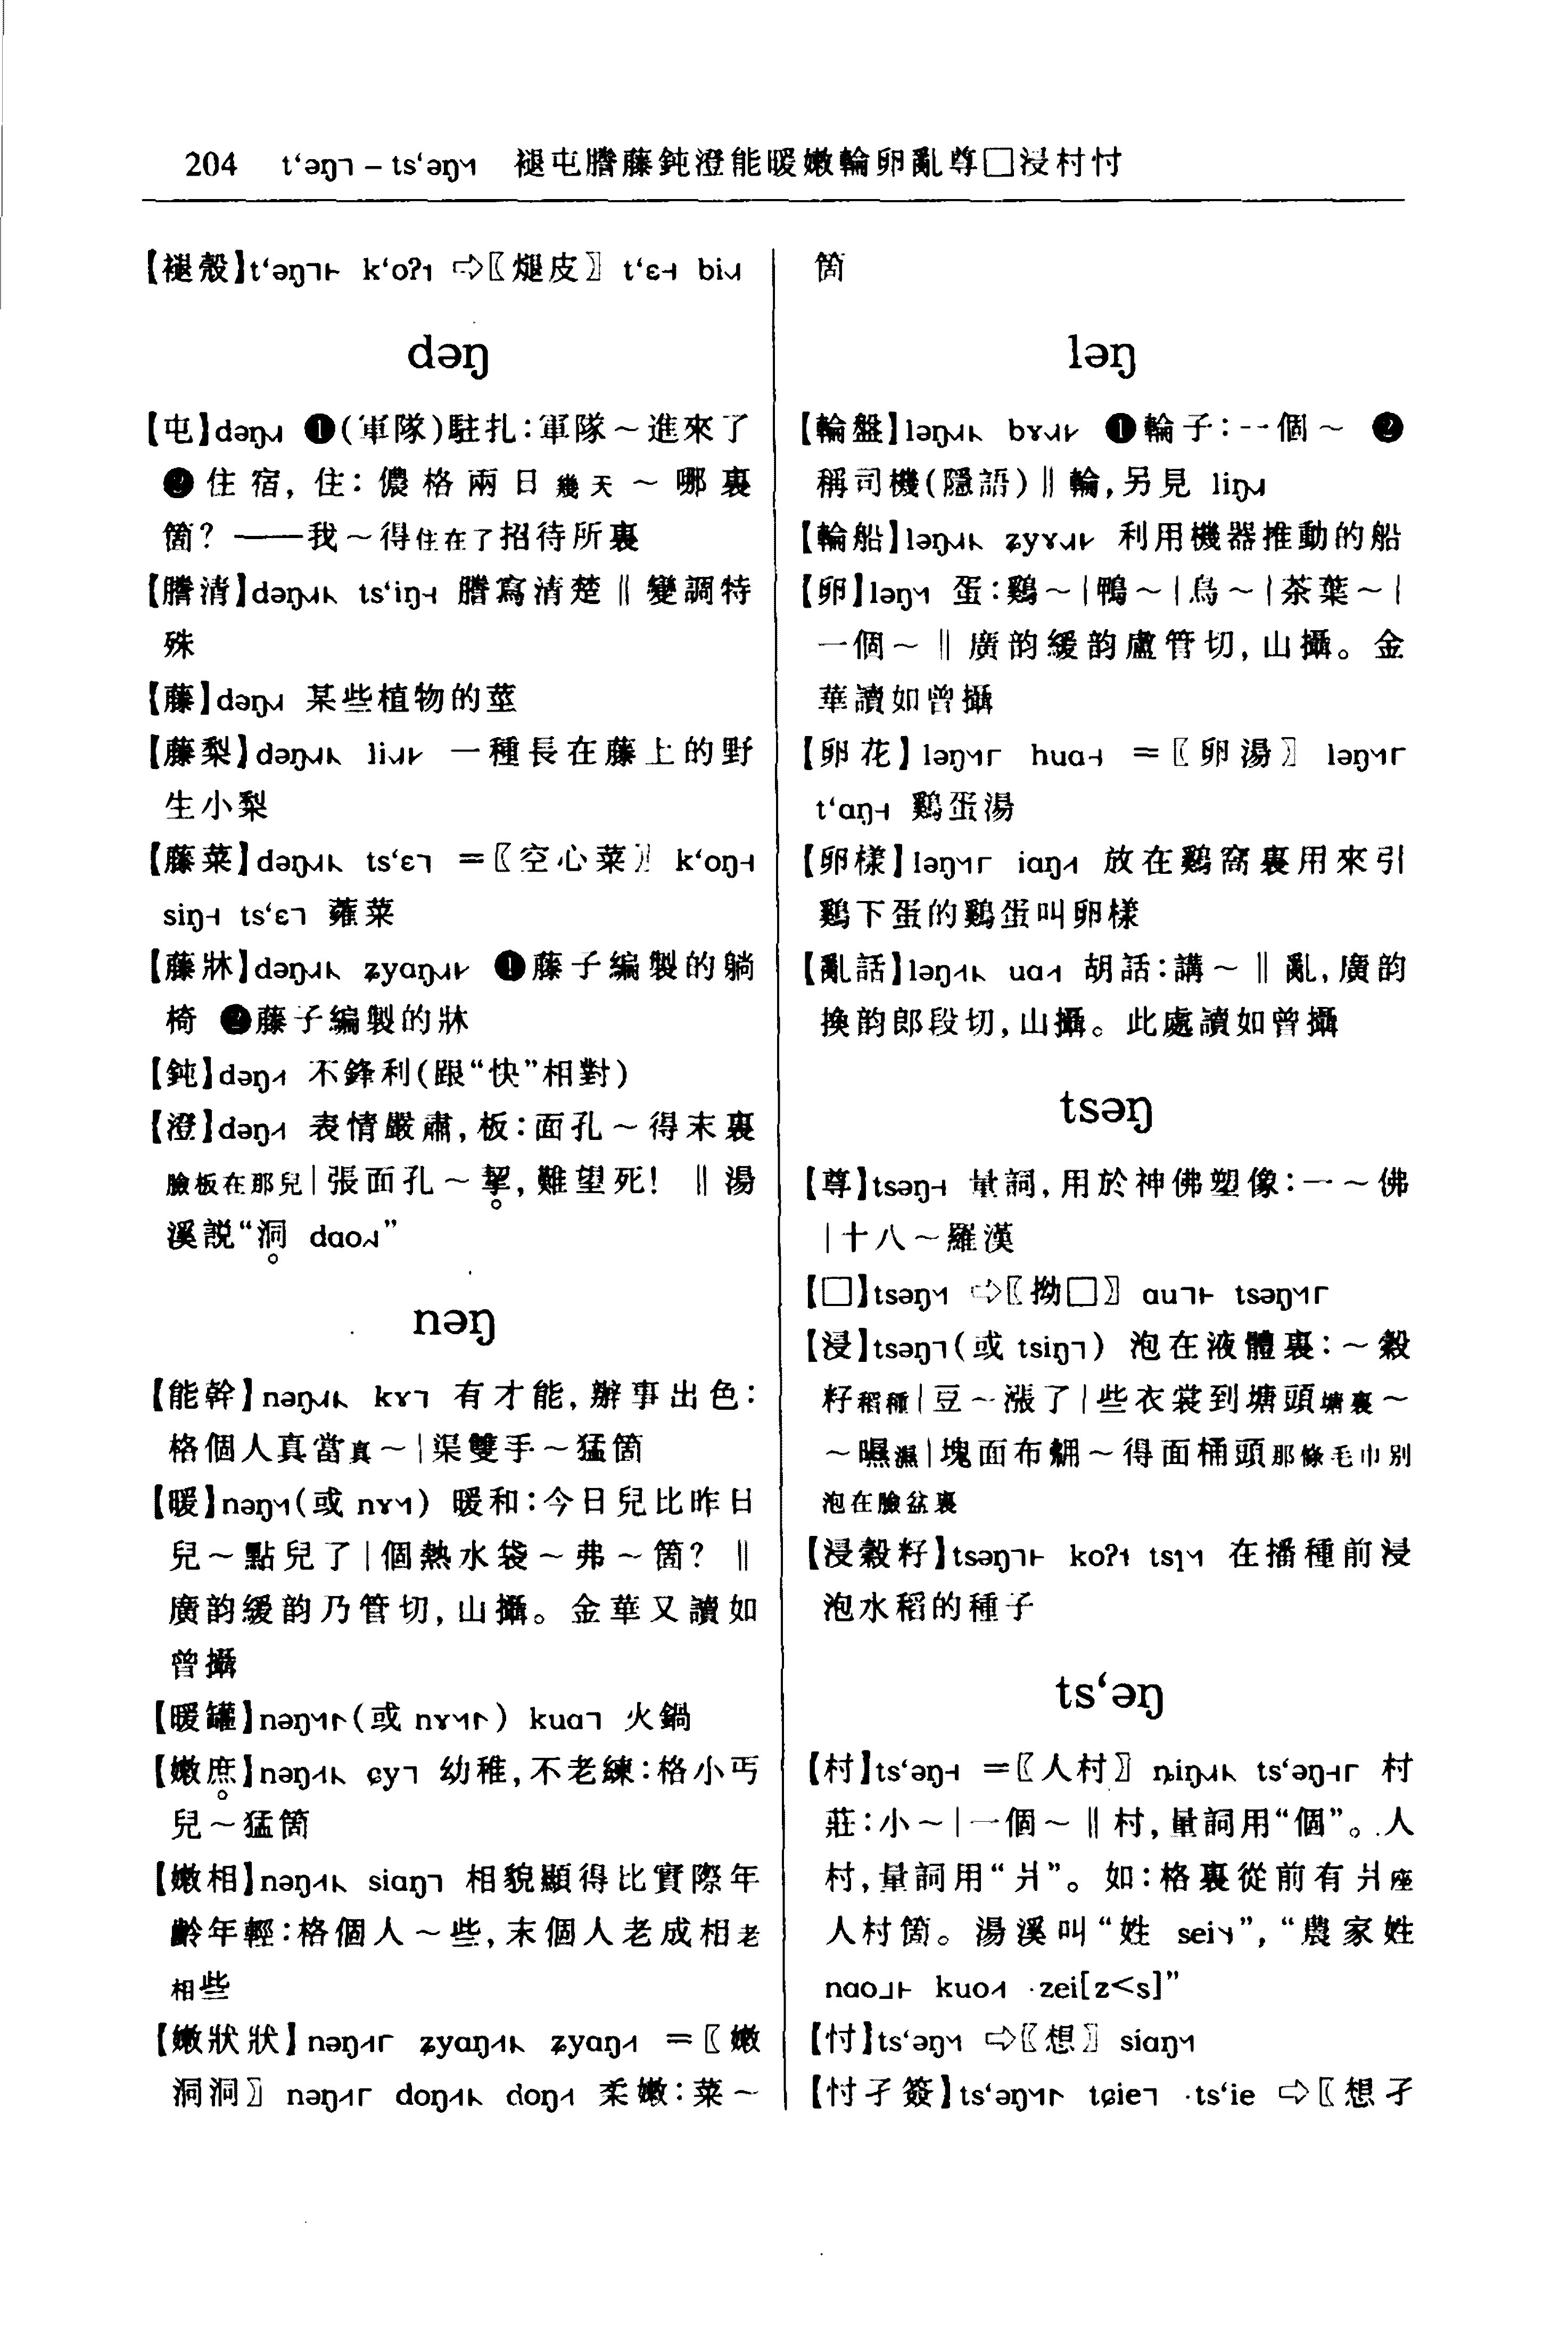 204 t‘əŋ˥ – ts‘əŋ 褪屯謄藤鈍澄能暖嫩輪卵亂尊□浸村忖
【褪殼】t‘əŋ k‘oʔ ⇨〖煺皮〗 t‘ɛ bi
dəŋ
【屯】dəŋ ❶(軍隊)駐扎:軍隊～進來了
❷住宿,住:儂格兩日幾天～哪裏
箇? ——我～得住在了招待所裏
【謄清】dəŋ ts‘iŋ 謄寫清楚‖變調特
殊
【藤】dəŋ 某些植物的莖
【藤梨】dəŋ li 一種長在藤上的野
生小梨
【藤菜】dəŋ ts‘ɛ =〖空心菜〗 k‘oŋ
siŋ ts‘ɛ 蕹菜
【藤牀】dəŋ ʑyɑŋ ❶藤子編製的躺
椅 ❷藤子編製的牀
【鈍】dəŋ 不鋒利(跟“快”相對)
【澄】dəŋ 表情嚴肅,板:面孔～得末裏
臉板在那兒|張面孔～挈,難望死! ‖湯
溪説“洞 dɑo”
nəŋ
【能幹】nəŋ kɤ 有才能,辦事出色:
格個人真當真～|渠雙手～猛箇
【暖】nəŋ(或 nɤ) 暖和:今日兒比昨日
兒～點兒了|個熱水袋～弗～箇? ‖
廣韵緩韵乃管切,山攝。金華又讀如
曾攝
【暖罐】nəŋ(或 nɤ) kuɑ 火鍋
【嫩庶】nəŋ ɕy 幼稚,不老練:格小丐
兒～猛箇
【嫩相】nəŋ siɑŋ 相貌顯得比實際年
齡年輕:格個人～些,末個人老成相老
相些
【嫩狀狀】nəŋ ʑyɑŋ ʑyɑŋ =〖嫩
洞洞〗 nəŋ doŋ doŋ 柔嫩:菜～
箇
ləŋ
【輪盤】ləŋ bɤ ❶輪子:一個～ ❷
稱司機(隱語)‖輪,另見 liŋ
【輪船】ləŋ ʑyɤ 利用機器推動的船
【卵】ləŋ 蛋:鷄～|鴨～|鳥～|茶葉～|
一個～‖廣韵緩韵盧管切,山攝。金
華讀如曾攝
【卵花】ləŋ huɑ =〖卵湯〗 ləŋ
t‘ɑŋ 鷄蛋湯
【卵樣】ləŋ iɑŋ 放在鷄窩裏用來引
鷄下蛋的鷄蛋叫卵樣
【亂話】ləŋ uɑ 胡話:講～‖亂,廣韵
換韵郎段切,山攝。此處讀如曾攝
tsəŋ
【尊】tsəŋ 量詞,用於神佛塑像:一～佛
|十八～羅漢
【□】tsəŋ ⇨〖拗□〗 ɑu tsəŋ
【浸】tsəŋ(或 tsiŋ) 泡在液體裏:～穀
籽稻種|豆～漲了|些衣裳到塘頭塘裏～
～㬤濕|塊面布～得面桶頭那條毛巾别
泡在臉盆裏
【浸穀籽】tsəŋ koʔ tsɿ 在播種前浸
泡水稻的種子
ts‘əŋ
【村】ts‘əŋ =〖人村〗 ȵiŋ ts‘əŋ 村
莊:小～|一個～‖村,量詞用“個”。人
村,量詞用“爿”。如:格裏從前有爿座
人村箇。湯溪叫“姓 sei”,“農家姓
nɑo kuo ·zei[z<s]”
【忖】ts‘əŋ ⇨〖想〗 siɑŋ
【忖孑簽】ts‘əŋ tɕie ·ts‘ie ⇨〖想孑